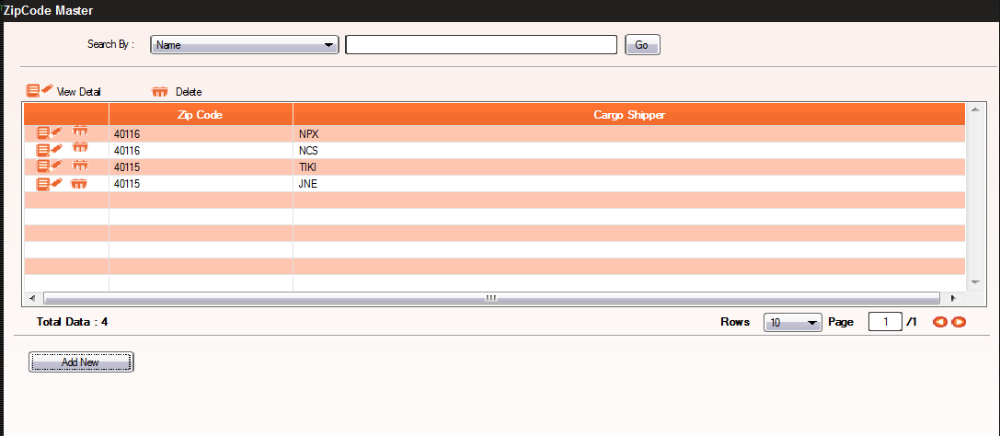 ZipCode Master
Search By : Name Go
View Detail Delete
Zip Code Cargo Shipper
40116 NPX
40116 NCS
40115 TIKI
40115 JNE
Total Data : 4 Rows 10 Page 1 /1
Add New